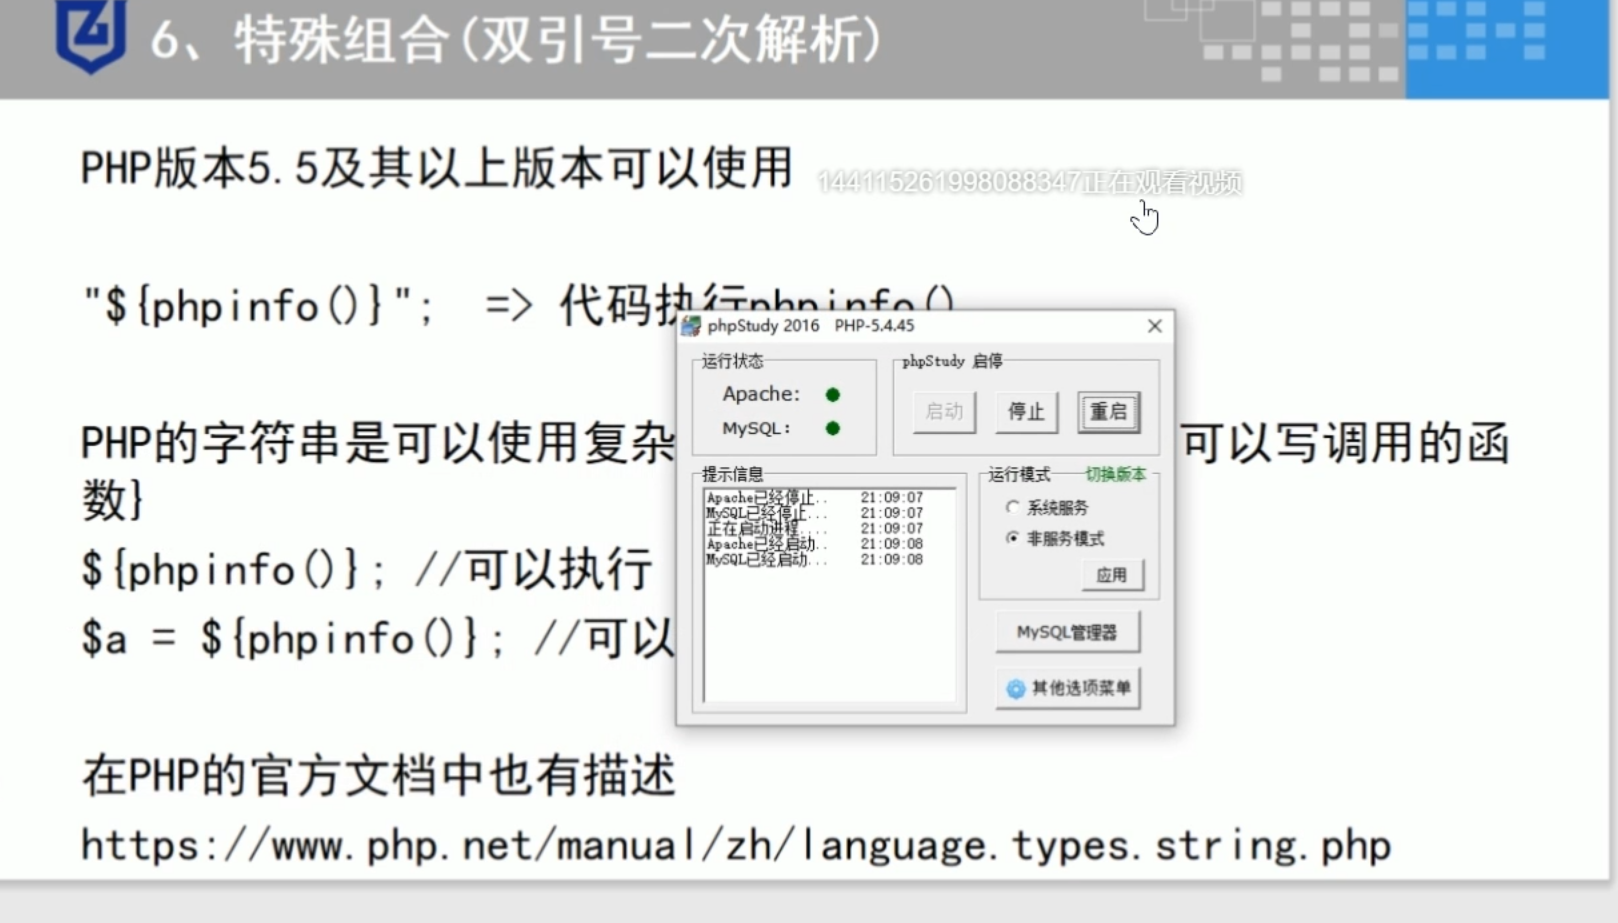 6、特殊组合(双引号二次解析)
PHP版本5.5及其以上版本可以使用
144115261998088347正在观看视频
"${phpinfo()}";  => 代码执行phpinfo()
PHP的字符串是可以使用复杂
可以写调用的函
数}
${phpinfo()}; //可以执行
$a = ${phpinfo()}; //可以
在PHP的官方文档中也有描述
https://www.php.net/manual/zh/language.types.string.php
phpStudy 2016 PHP-5.4.45
运行状态
Apache:
MySQL:
phpStudy 启停
启动 停止 重启
提示信息
Apache已经停止.. 21:09:07
MySQL已经停止... 21:09:07
正在启动进程.... 21:09:07
Apache已经启动.. 21:09:08
MySQL已经启动... 21:09:08
运行模式 切换版本
系统服务
非服务模式
应用
MySQL管理器
其他选项菜单